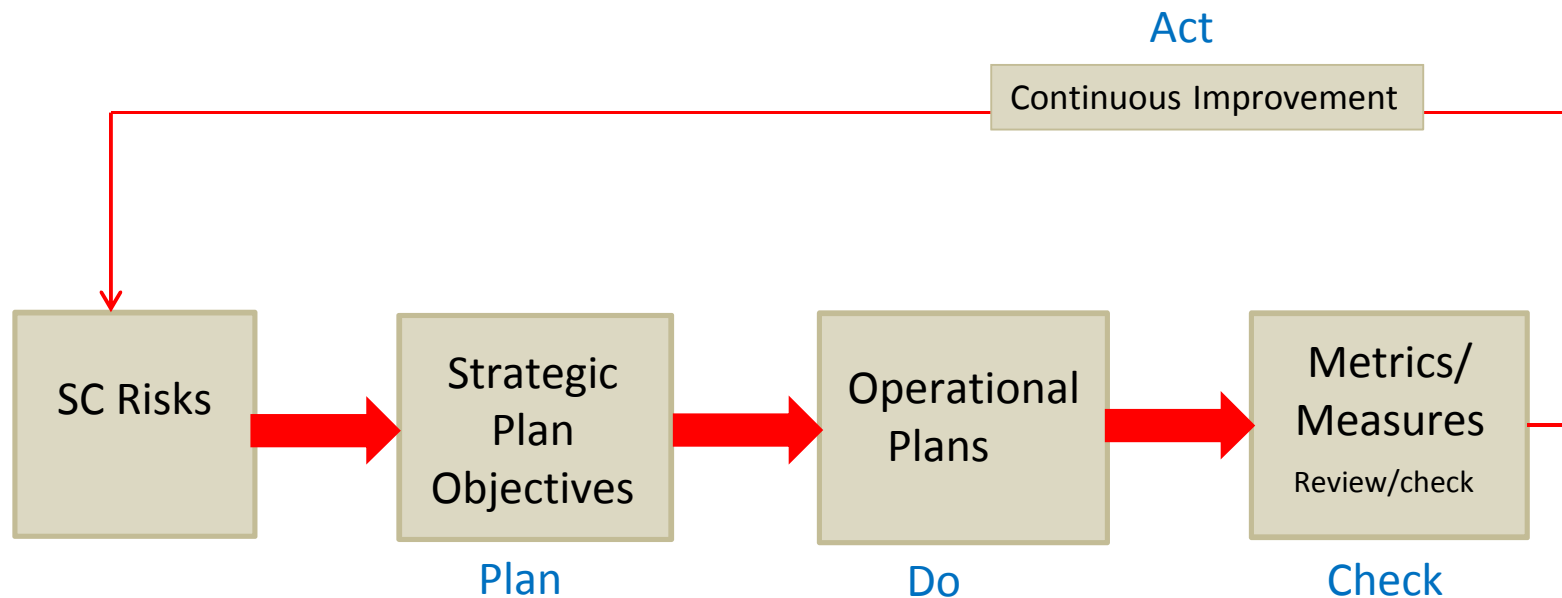 Act
Continuous Improvement
SC Risks
Strategic
Plan
Objectives
Operational
Plans
Metrics/
Measures
Review/check
Plan
Do
Check